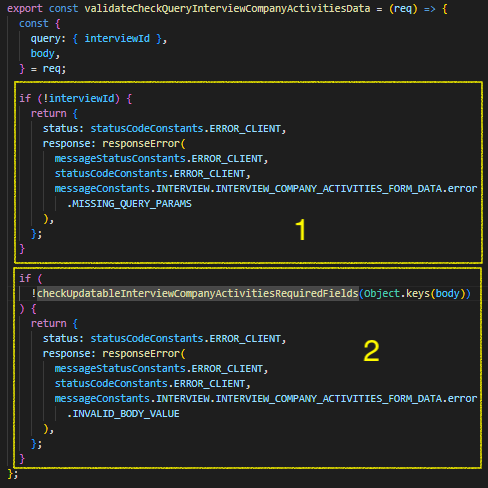 export const validateCheckQueryInterviewCompanyActivitiesData = (req) => {
const {
query: { interviewId },
body,
} = req;
if (!interviewId) {
return {
status: statusCodeConstants.ERROR_CLIENT,
response: responseError(
messageStatusConstants.ERROR_CLIENT,
statusCodeConstants.ERROR_CLIENT,
messageConstants.INTERVIEW.INTERVIEW_COMPANY_ACTIVITIES_FORM_DATA.error
.MISSING_QUERY_PARAMS
),
};
}
1
if (
!checkUpdatableInterviewCompanyActivitiesRequiredFields(Object.keys(body))
) {
return {
status: statusCodeConstants.ERROR_CLIENT,
response: responseError(
messageStatusConstants.ERROR_CLIENT,
statusCodeConstants.ERROR_CLIENT,
messageConstants.INTERVIEW.INTERVIEW_COMPANY_ACTIVITIES_FORM_DATA.error
.INVALID_BODY_VALUE
),
};
}
2
};